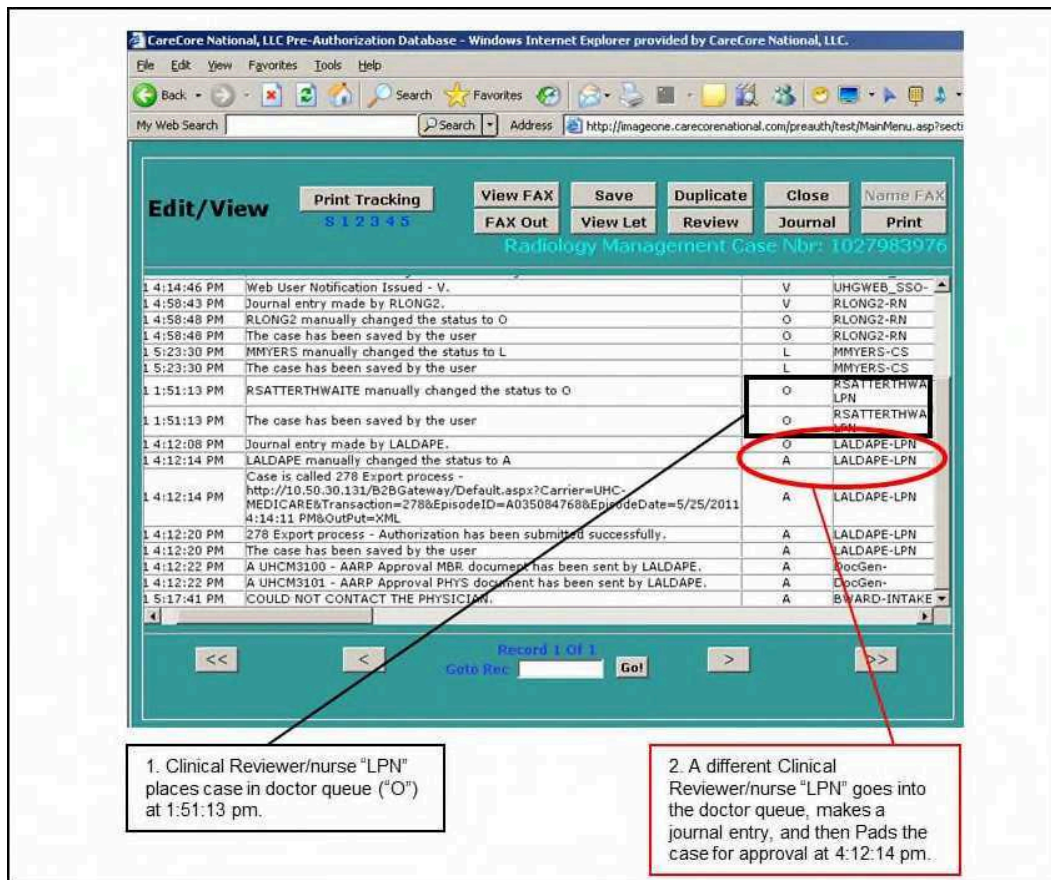 CareCore National, LLC Pre-Authorization Database - Windows Internet Explorer provided by CareCore National, LLC.
File Edit View Favorites Tools Help
Back Search Favorites
My Web Search Search Address http://imageone.carecorenational.com/preauth/test/MainMenu.asp?secti
Edit/View Print Tracking View FAX Save Duplicate Close Name FAX
S 1 2 3 4 5 FAX Out View Let Review Journal Print
Radiology Management Case Nbr: 1027983976
1 4:14:46 PM Web User Notification Issued - V. V UHGWEB_SSO-
1 4:58:43 PM Journal entry made by RLONG2. V RLONG2-RN
1 4:58:48 PM RLONG2 manually changed the status to O O RLONG2-RN
1 4:58:48 PM The case has been saved by the user O RLONG2-RN
1 5:23:30 PM MMYERS manually changed the status to L L MMYERS-CS
1 5:23:30 PM The case has been saved by the user L MMYERS-CS
1 1:51:13 PM RSATTERTHWAITE manually changed the status to O O RSATTERTHWA
LPN
1 1:51:13 PM The case has been saved by the user O RSATTERTHWA
LPN
1 4:12:08 PM Journal entry made by LALDAPE. O LALDAPE-LPN
1 4:12:14 PM LALDAPE manually changed the status to A A LALDAPE-LPN
Case is called 278 Export process -
http://10.50.30.131/B2BGateway/Default.aspx?Carrier=UHC-
1 4:12:14 PM MEDICARE&Transaction=278&EpisodeID=A035084768&EpisodeDate=5/25/2011 A LALDAPE-LPN
4:14:11 PM&OutPut=XML
1 4:12:20 PM 278 Export process - Authorization has been submitted successfully. A LALDAPE-LPN
1 4:12:20 PM The case has been saved by the user A LALDAPE-LPN
1 4:12:22 PM A UHCM3100 - AARP Approval MBR document has been sent by LALDAPE. A DocGen-
1 4:12:22 PM A UHCM3101 - AARP Approval PHYS document has been sent by LALDAPE. A DocGen-
1 5:17:41 PM COULD NOT CONTACT THE PHYSICIAN. A BWARD-INTAKE
<< < Record 1 Of 1 > >>
Goto Rec Go!
1. Clinical Reviewer/nurse “LPN”
places case in doctor queue (“O”)
at 1:51:13 pm.
2. A different Clinical
Reviewer/nurse “LPN” goes into
the doctor queue, makes a
journal entry, and then Pads the
case for approval at 4:12:14 pm.